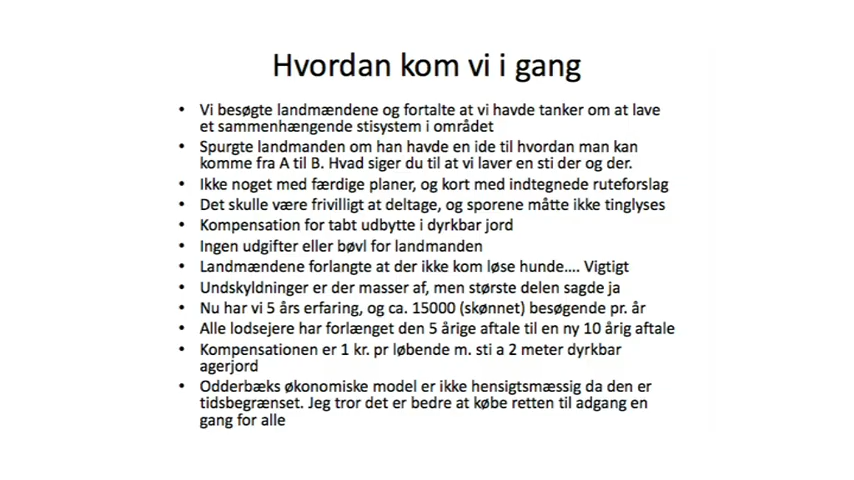 Hvordan kom vi i gang
• Vi besøgte landmændene og fortalte at vi havde tanker om at lave
et sammenhængende stisystem i området
• Spurgte landmanden om han havde en ide til hvordan man kan
komme fra A til B. Hvad siger du til at vi laver en sti der og der.
• Ikke noget med færdige planer, og kort med indtegnede ruteforslag
• Det skulle være frivilligt at deltage, og sporene måtte ikke tinglyses
• Kompensation for tabt udbytte i dyrkbar jord
• Ingen udgifter eller bøvl for landmanden
• Landmændene forlangte at der ikke kom løse hunde.... Vigtigt
• Undskyldninger er der masser af, men største delen sagde ja
• Nu har vi 5 års erfaring, og ca. 15000 (skønnet) besøgende pr. år
• Alle lodsejere har forlænget den 5 årige aftale til en ny 10 årig aftale
• Kompensationen er 1 kr. pr løbende m. sti a 2 meter dyrkbar
agerjord
• Odderbæks økonomiske model er ikke hensigtsmæssig da den er
tidsbegrænset. Jeg tror det er bedre at købe retten til adgang en
gang for alle